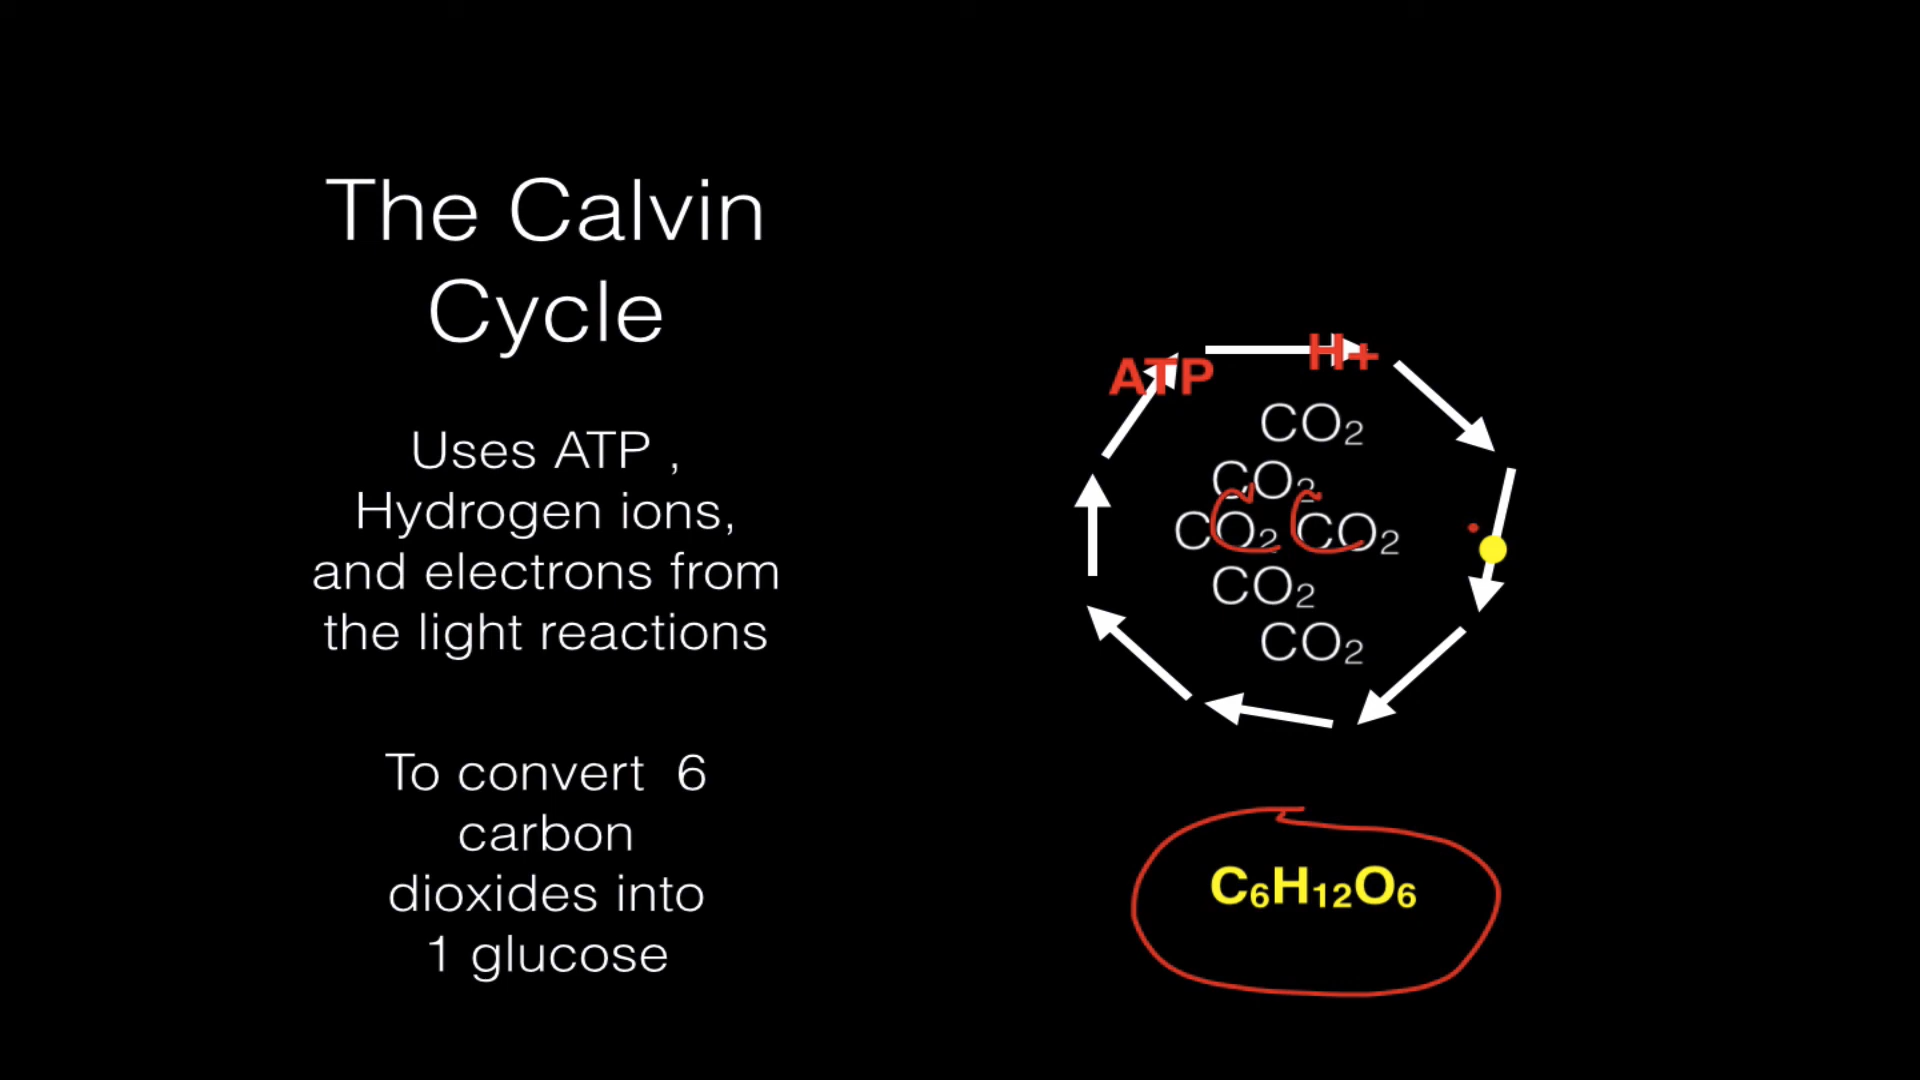 The Calvin
Cycle
Uses ATP ,
Hydrogen ions,
and electrons from
the light reactions
To convert  6
carbon
dioxides into
1 glucose
ATP
H+
CO₂
CO₂
CO₂ CO₂
CO₂
CO₂
C₆H₁₂O₆